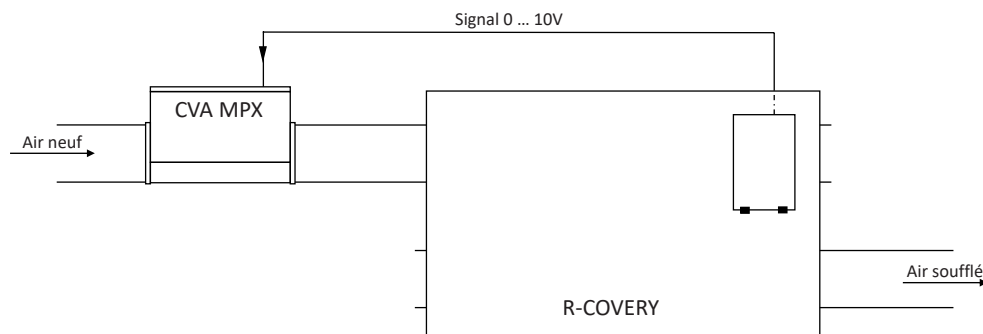 Signal 0 ... 10V
CVA MPX
Air neuf
Air soufflé
R-COVERY